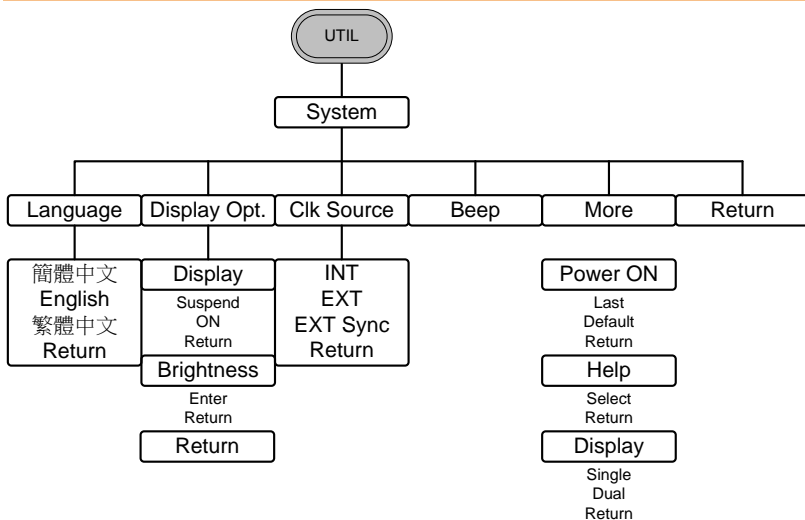 UTIL
System
Language
Display Opt.
Clk Source
Beep
More
Return
簡體中文
English
繁體中文
Return
Display
Suspend
ON
Return
Brightness
Enter
Return
Return
INT
EXT
EXT Sync
Return
Power ON
Last
Default
Return
Help
Select
Return
Display
Single
Dual
Return